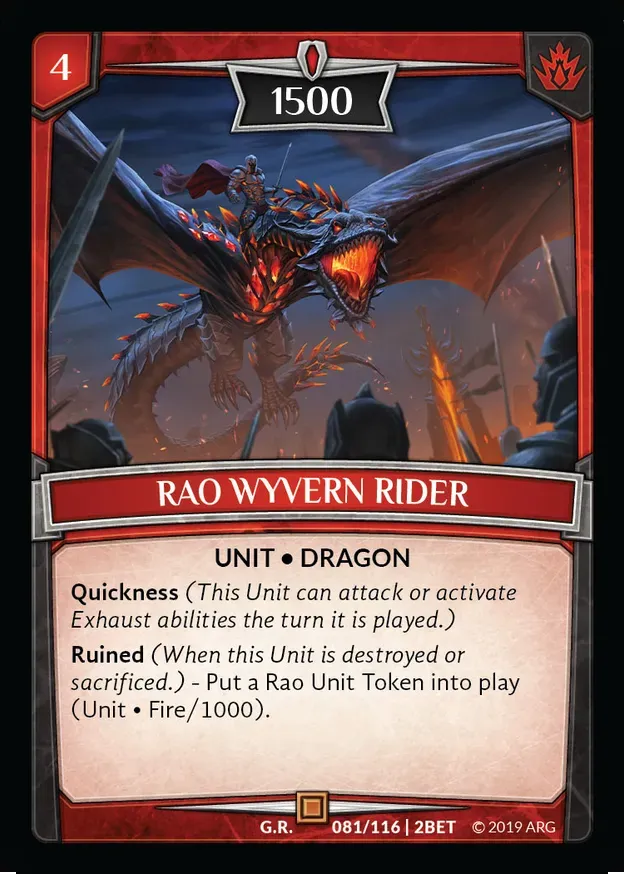 4
1500
RAO WYVERN RIDER
UNIT • DRAGON
Quickness (This Unit can attack or activate
Exhaust abilities the turn it is played.)
Ruined (When this Unit is destroyed or
sacrificed.) - Put a Rao Unit Token into play
(Unit • Fire/1000).
G.R. 081/116 | 2BET © 2019 ARG